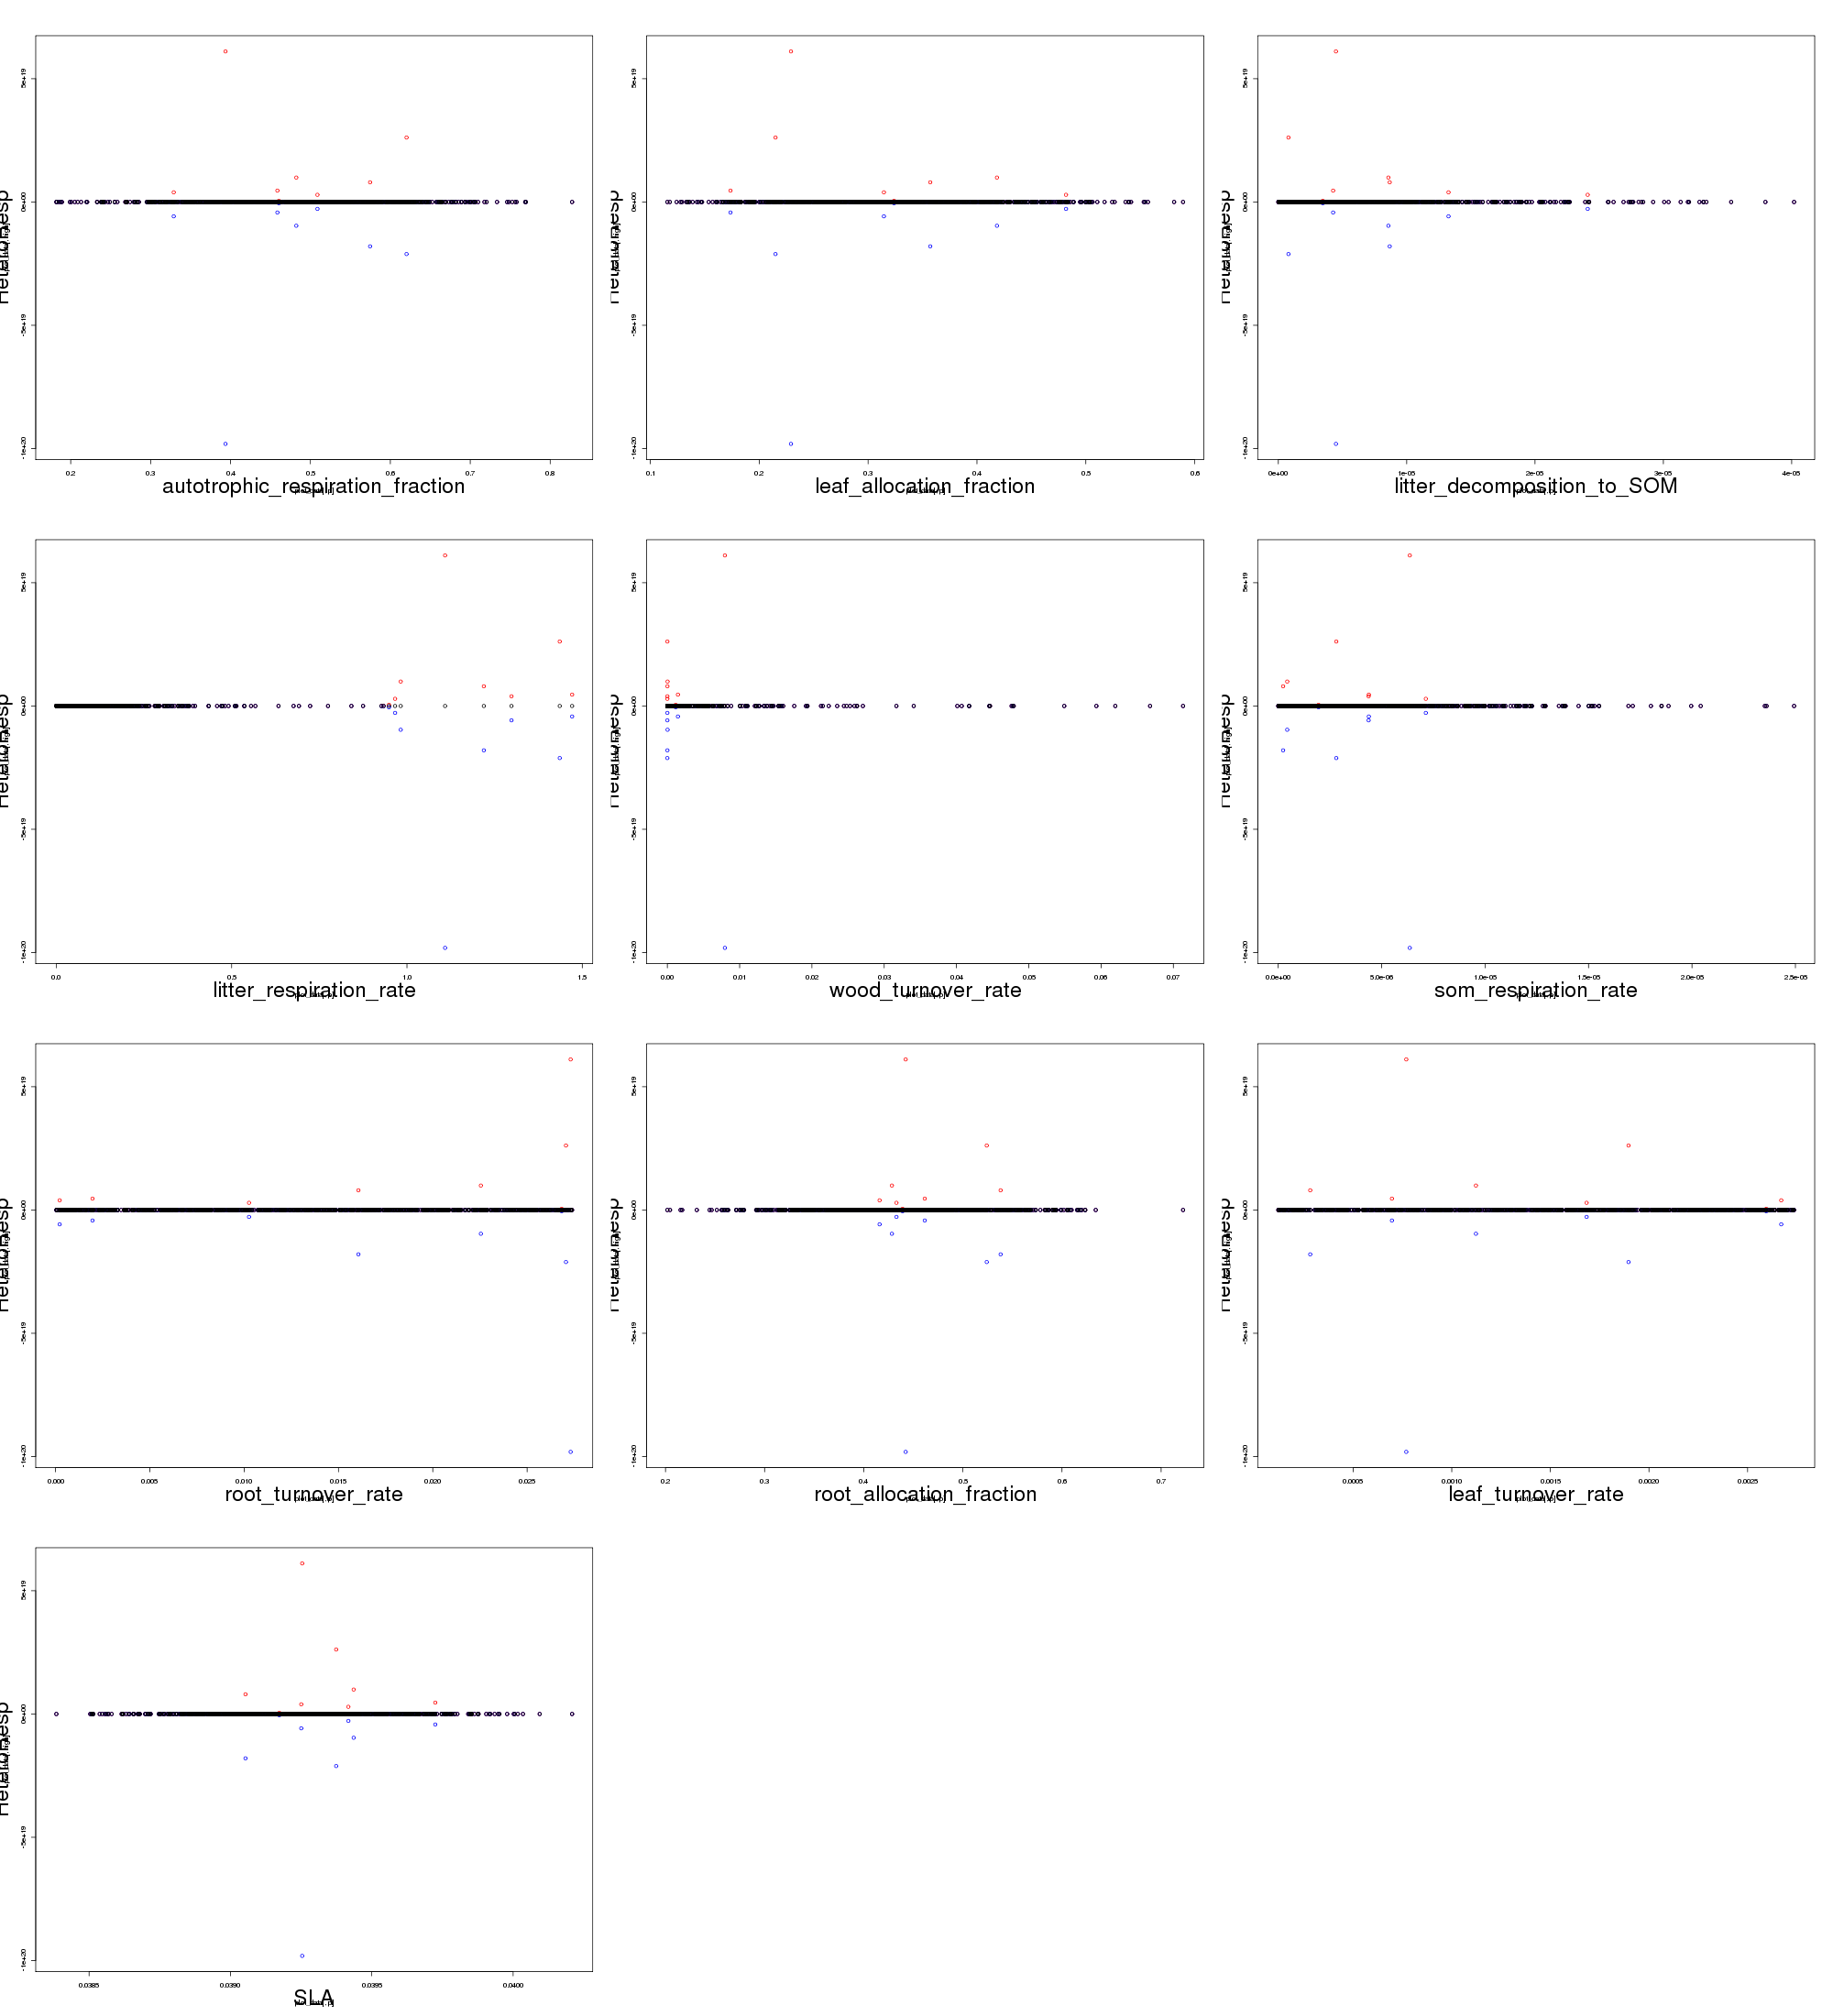 5e+19 5e+19 5e+19
0e+00 0e+00 0e+00
HeteroResp HeteroResp HeteroResp
-5e+19 -5e+19 -5e+19
-1e+20 -1e+20 -1e+20
0.2 0.3 0.4 0.5 0.6 0.7 0.8 0.1 0.2 0.3 0.4 0.5 0.6 0e+00 1e-05 2e-05 3e-05 4e-05
autotrophic_respiration_fraction leaf_allocation_fraction litter_decomposition_to_SOM
5e+19 5e+19 5e+19
0e+00 0e+00 0e+00
HeteroResp HeteroResp HeteroResp
-5e+19 -5e+19 -5e+19
-1e+20 -1e+20 -1e+20
0.0 0.5 1.0 1.5 0.00 0.01 0.02 0.03 0.04 0.05 0.06 0.07 0.0e+00 5.0e-06 1.0e-05 1.5e-05 2.0e-05 2.5e-05
litter_respiration_rate wood_turnover_rate som_respiration_rate
5e+19 5e+19 5e+19
0e+00 0e+00 0e+00
HeteroResp HeteroResp HeteroResp
-5e+19 -5e+19 -5e+19
-1e+20 -1e+20 -1e+20
0.000 0.005 0.010 0.015 0.020 0.025 0.2 0.3 0.4 0.5 0.6 0.7 0.0005 0.0010 0.0015 0.0020 0.0025
root_turnover_rate root_allocation_fraction leaf_turnover_rate
5e+19
0e+00
HeteroResp
-5e+19
-1e+20
0.0385 0.0390 0.0395 0.0400
SLA